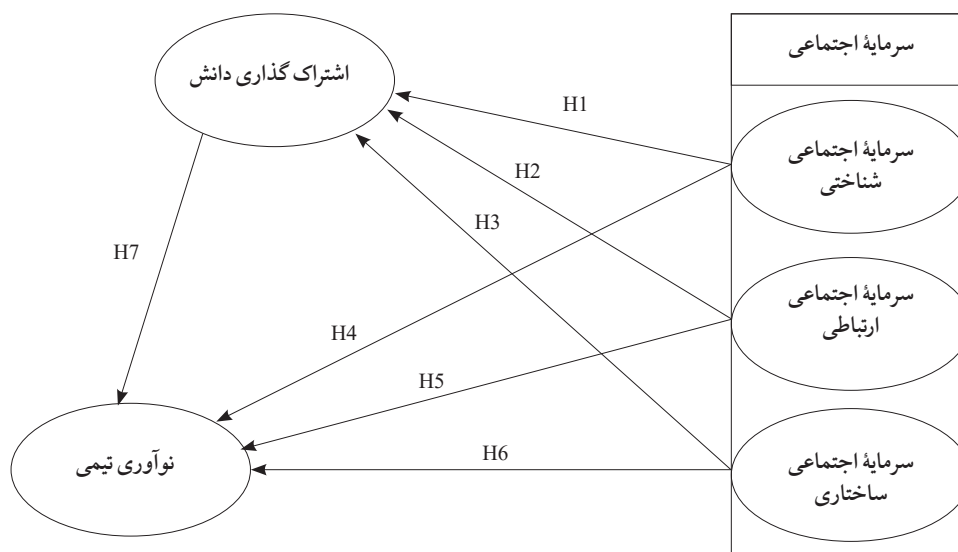 سرمایهٔ اجتماعی
سرمایهٔ اجتماعی
شناختی
سرمایهٔ اجتماعی
ارتباطی
سرمایهٔ اجتماعی
ساختاری
اشتراک گذاری دانش
نوآوری تیمی
H1
H2
H3
H4
H5
H6
H7